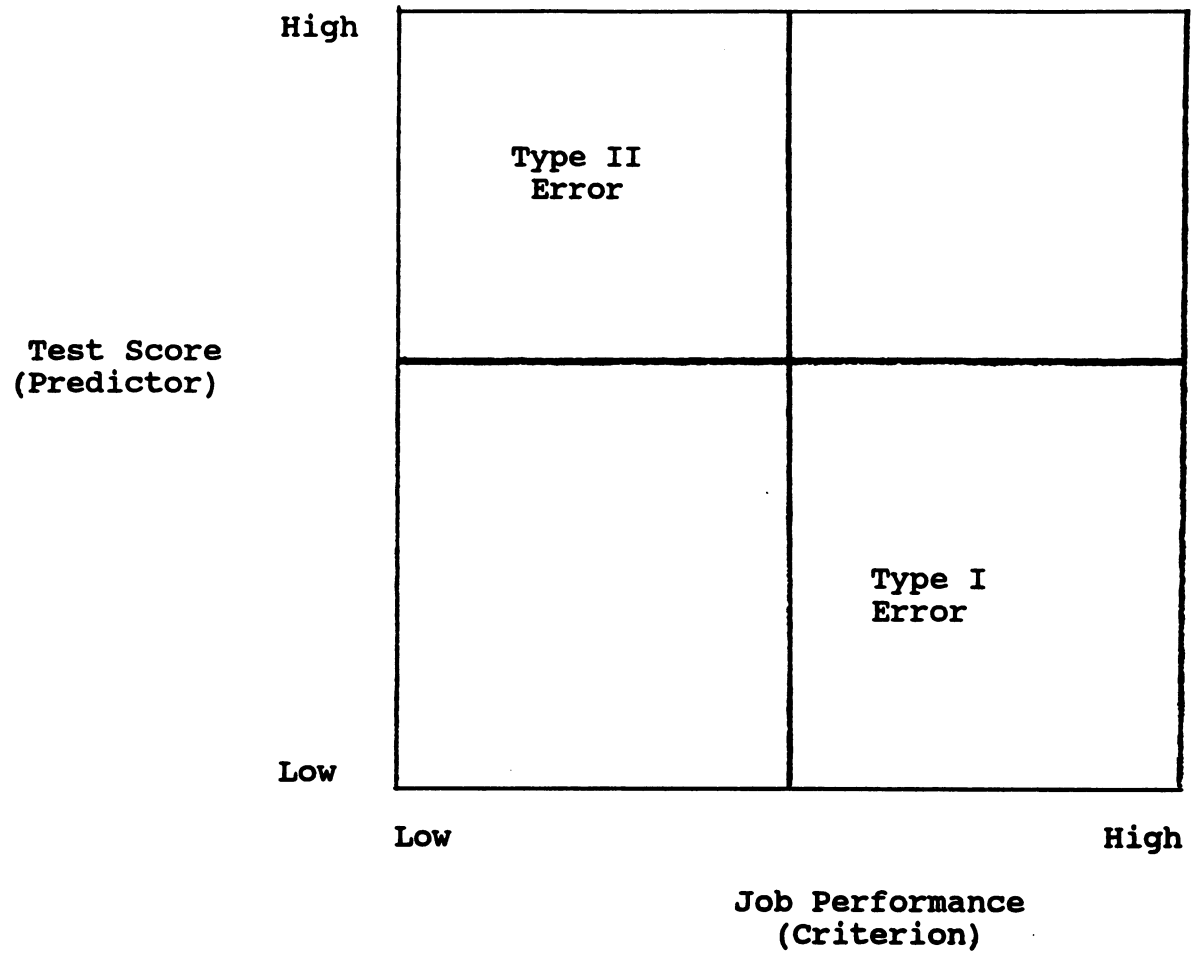 High
Type II
Error
Test Score
(Predictor)
Type I
Error
Low
Low
High
Job Performance
(Criterion)